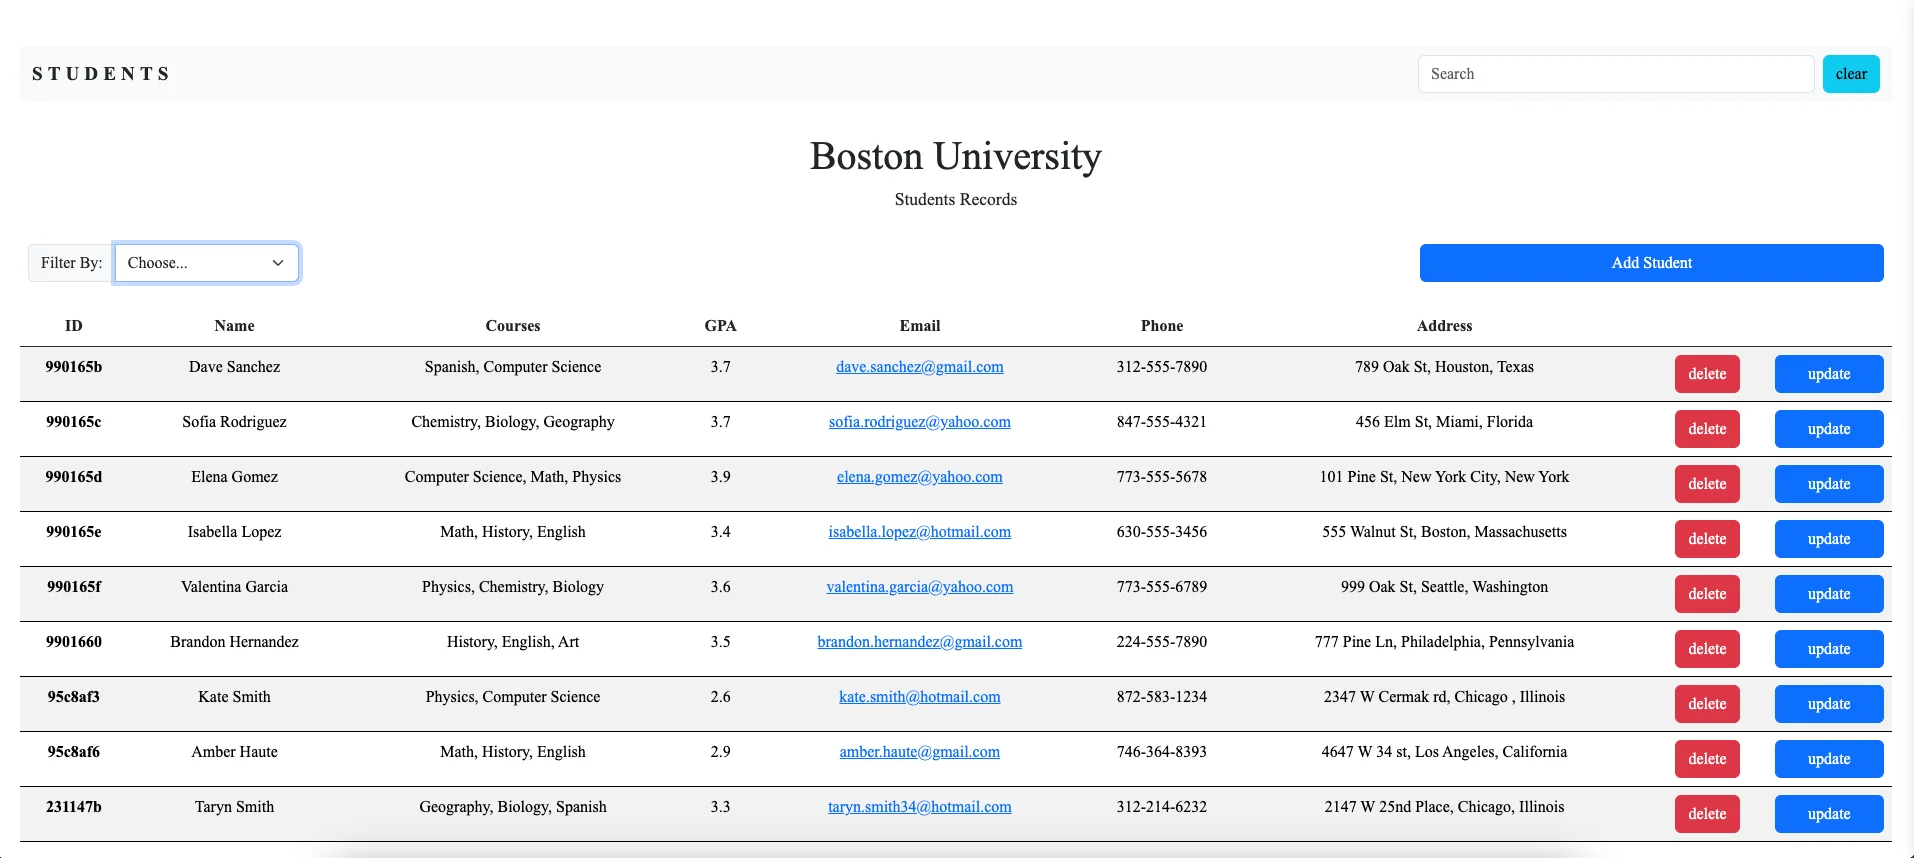 STUDENTS Search clear
Boston University
Students Records
Filter By: Choose... Add Student
ID Name Courses GPA Email Phone Address
990165b Dave Sanchez Spanish, Computer Science 3.7 dave.sanchez@gmail.com 312-555-7890 789 Oak St, Houston, Texas delete update
990165c Sofia Rodriguez Chemistry, Biology, Geography 3.7 sofia.rodriguez@yahoo.com 847-555-4321 456 Elm St, Miami, Florida delete update
990165d Elena Gomez Computer Science, Math, Physics 3.9 elena.gomez@yahoo.com 773-555-5678 101 Pine St, New York City, New York delete update
990165e Isabella Lopez Math, History, English 3.4 isabella.lopez@hotmail.com 630-555-3456 555 Walnut St, Boston, Massachusetts delete update
990165f Valentina Garcia Physics, Chemistry, Biology 3.6 valentina.garcia@yahoo.com 773-555-6789 999 Oak St, Seattle, Washington delete update
9901660 Brandon Hernandez History, English, Art 3.5 brandon.hernandez@gmail.com 224-555-7890 777 Pine Ln, Philadelphia, Pennsylvania delete update
95c8af3 Kate Smith Physics, Computer Science 2.6 kate.smith@hotmail.com 872-583-1234 2347 W Cermak rd, Chicago , Illinois delete update
95c8af6 Amber Haute Math, History, English 2.9 amber.haute@gmail.com 746-364-8393 4647 W 34 st, Los Angeles, California delete update
231147b Taryn Smith Geography, Biology, Spanish 3.3 taryn.smith34@hotmail.com 312-214-6232 2147 W 25nd Place, Chicago, Illinois delete update